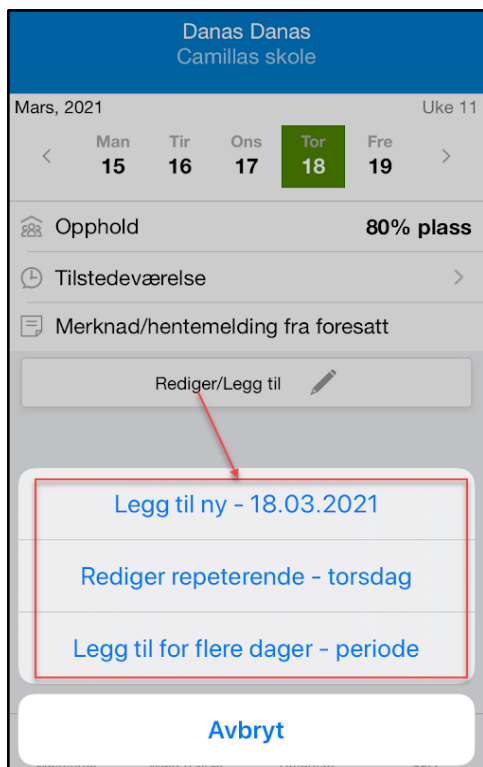 Danas Danas
Camillas skole
Mars, 2021 Uke 11
Man Tir Ons Tor Fre
15 16 17 18 19
Opphold 80% plass
Tilstedeværelse
Merknad/hentemelding fra foresatt
Rediger/Legg til
Legg til ny - 18.03.2021
Rediger repeterende - torsdag
Legg til for flere dager - periode
Avbryt